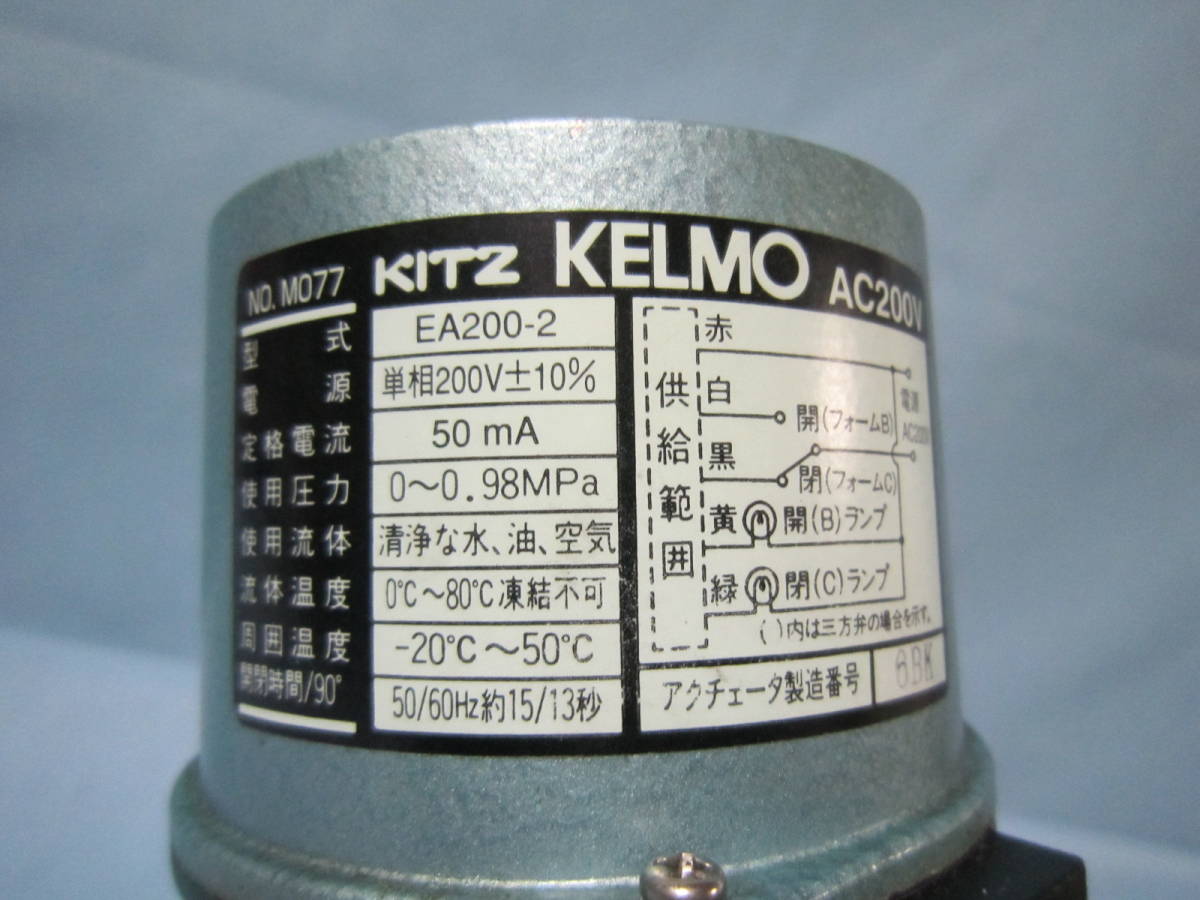 NO. M077 KITZ KELMO AC200V
型式 EA200-2
電源 単相200V±10%
定格電流 50 mA
使用圧力 0〜0.98MPa
使用流体 清浄な水、油、空気
流体温度 0℃〜80℃凍結不可
周囲温度 -20℃〜50℃
開閉時間/90° 50/60Hz約15/13秒
供給範囲
赤
白
開(フォームB)
電源
AC200V
黒
閉(フォームC)
黄
開(B)ランプ
緑
閉(C)ランプ
( )内は三方弁の場合を示す。
アクチェータ製造番号 6BK